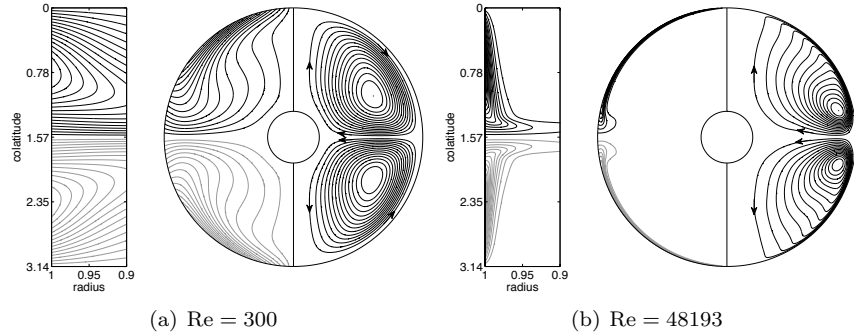 0
0.78
1.57
2.35
3.14
colatitude
1
0.95
0.9
radius
(a) Re = 300
0
0.78
1.57
2.35
3.14
colatitude
1
0.95
0.9
radius
(b) Re = 48193